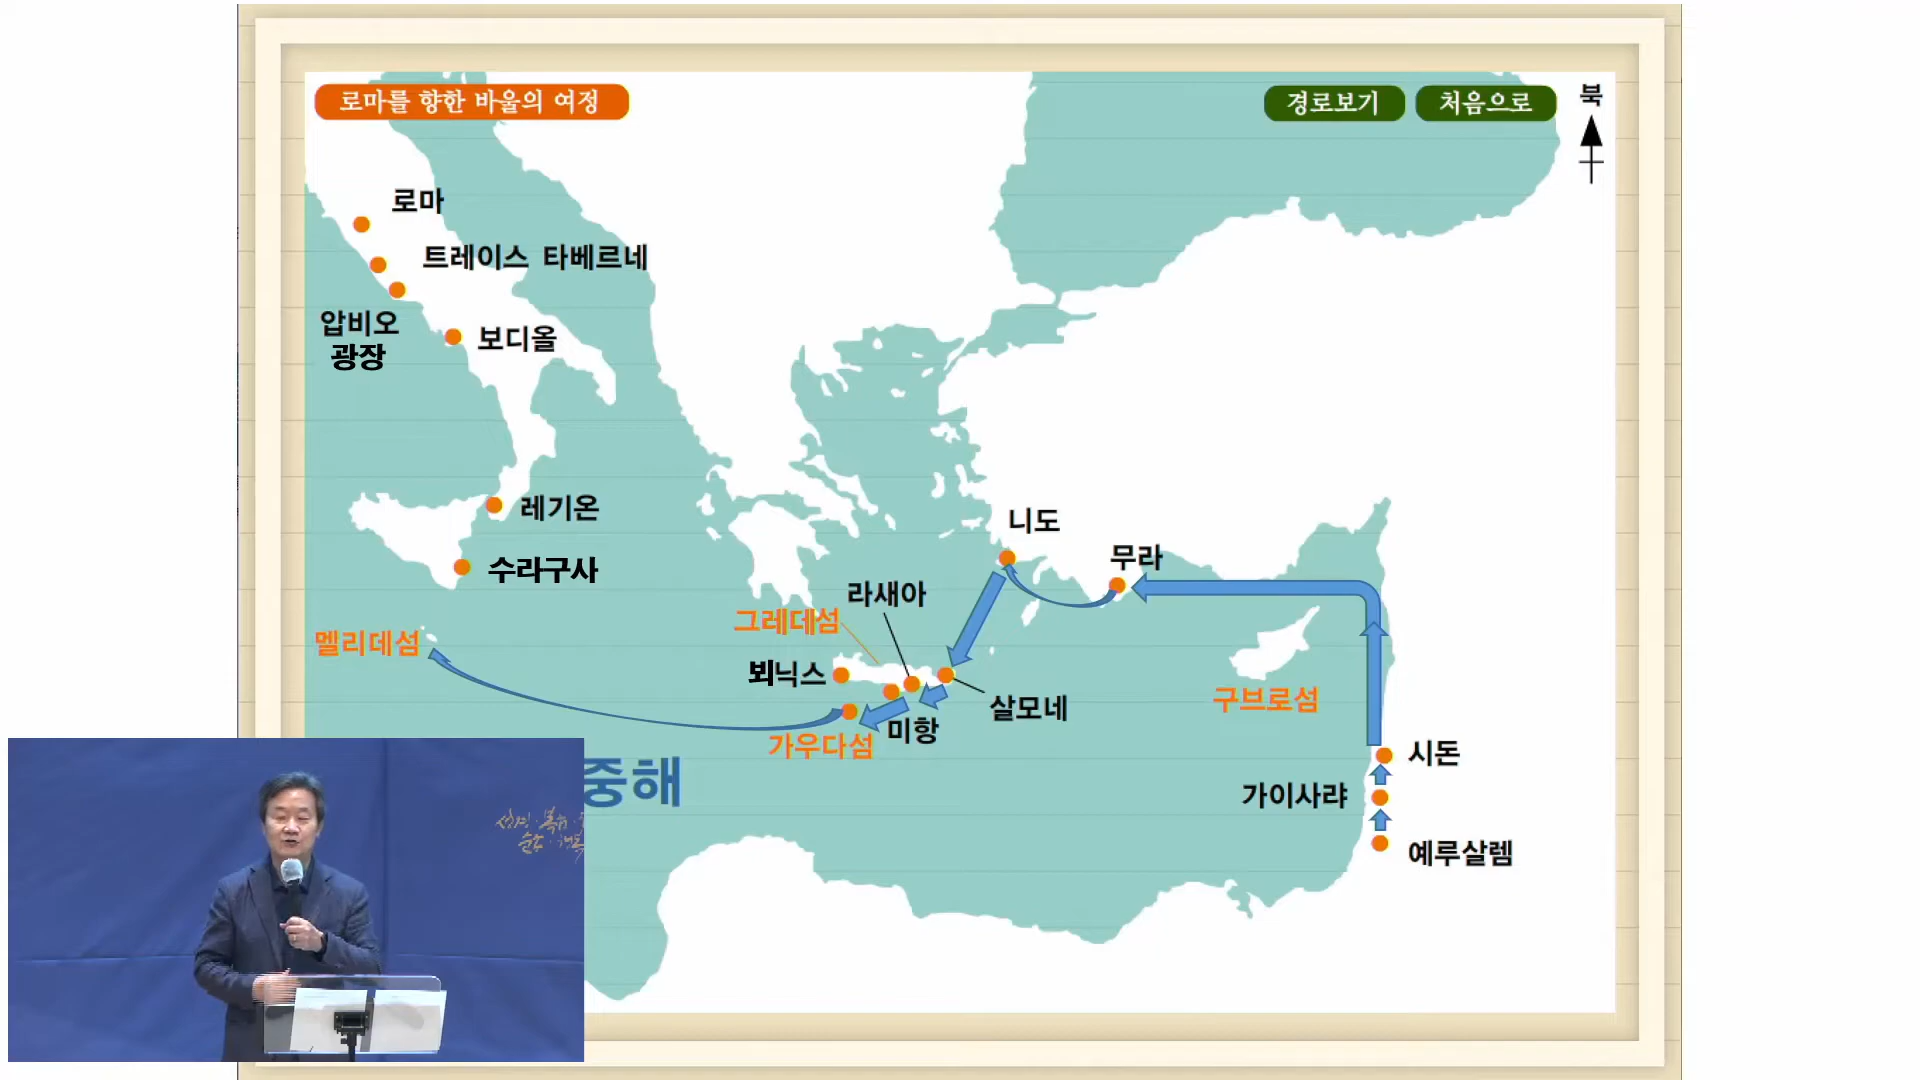 로마를 향한 바울의 여정
경로보기
처음으로
북
로마
트레이스 타베르네
압비오
광장
보디올
레기온
수라구사
니도
무라
라새아
그레데섬
멜리데섬
뵈닉스
살모네
구브로섬
미항
가우다섬
중해
시돈
가이사랴
예루살렘